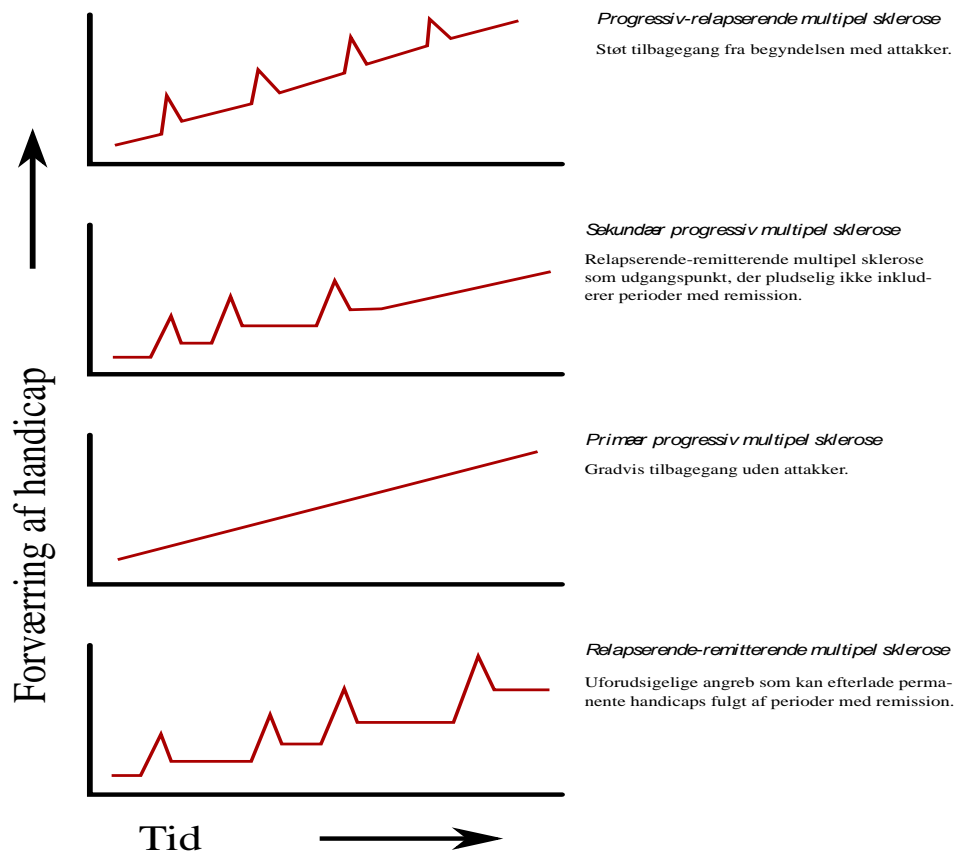 Progressiv-relapserende multipel sklerose
Støt tilbagegang fra begyndelsen med attakker.
Sekundær progressiv multipel sklerose
Relapserende-remitterende multipel sklerose
som udgangspunkt, der pludselig ikke inklud-
erer perioder med remission.
Primær progressiv multipel sklerose
Gradvis tilbagegang uden attakker.
Relapserende-remitterende multipel sklerose
Uforudsigelige angreb som kan efterlade perma-
nente handicaps fulgt af perioder med remission.
Forværring af handicap
Tid